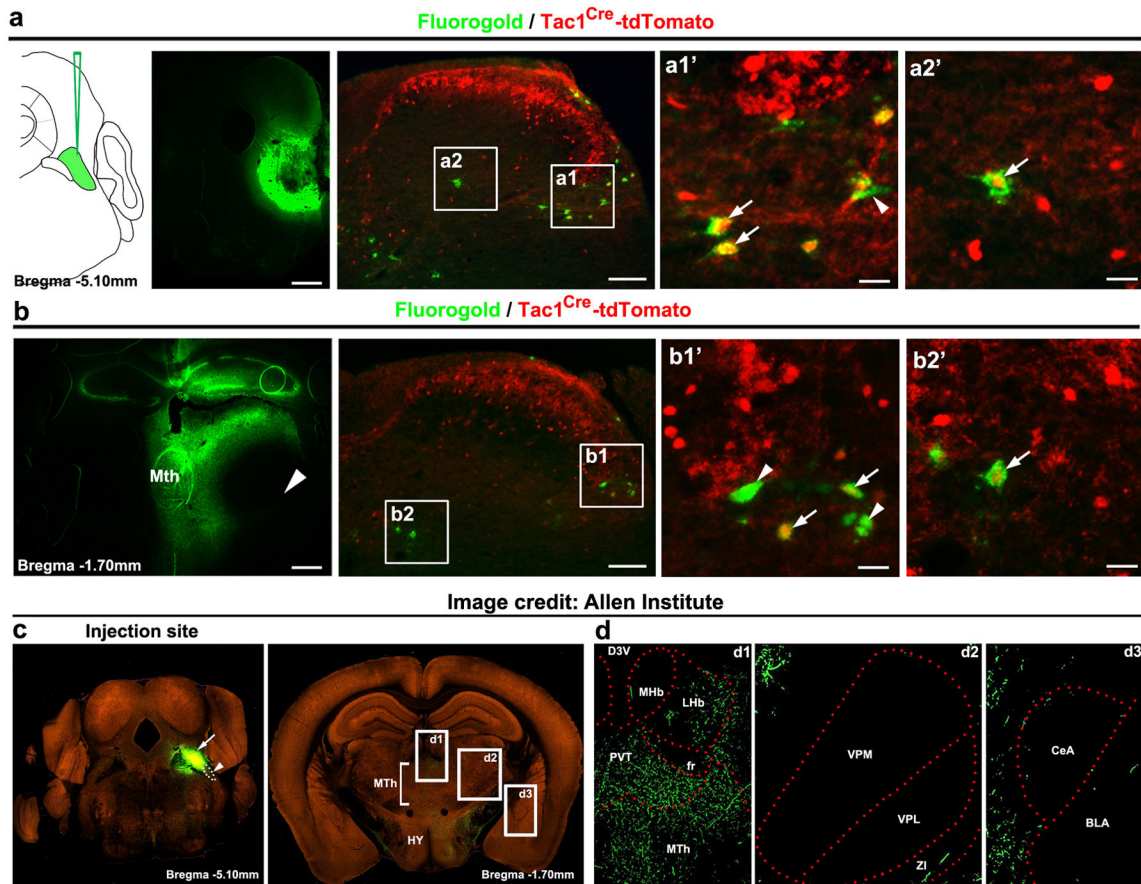 a
Fluorogold / Tac1Cre-tdTomato
Bregma -5.10mm
a2
a1
a1’
a2’
b
Fluorogold / Tac1Cre-tdTomato
Mth
Bregma -1.70mm
b1
b2
b1’
b2’
Image credit: Allen Institute
c
Injection site
Bregma -5.10mm
d1
d2
d3
MTh
HY
Bregma -1.70mm
d
D3V
d1
MHb
LHb
PVT
fr
MTh
d2
VPM
VPL
ZI
d3
CeA
BLA